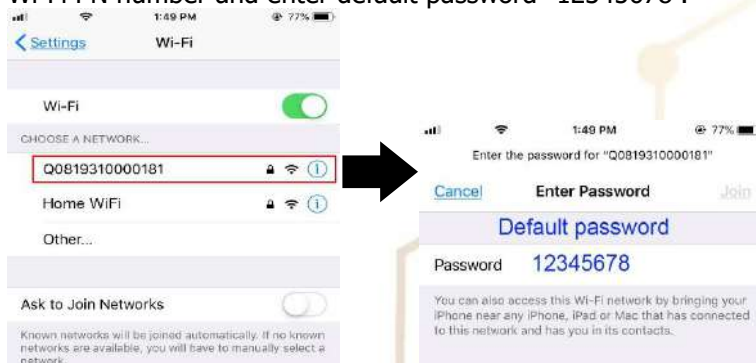 Wi-Fi PN number and enter default password "12345678".
1:49 PM
77%
Settings
Wi-Fi
Wi-Fi
CHOOSE A NETWORK...
Q0819310000181
Home WiFi
Other...
Ask to Join Networks
Known networks will be joined automatically. If no known
networks are available, you will have to manually select a
network.
1:49 PM
77%
Enter the password for "Q0819310000181"
Cancel
Enter Password
Join
Default password
Password 12345678
You can also access this Wi-Fi network by bringing your
iPhone near any iPhone, iPad or Mac that has connected
to this network and has you in its contacts.